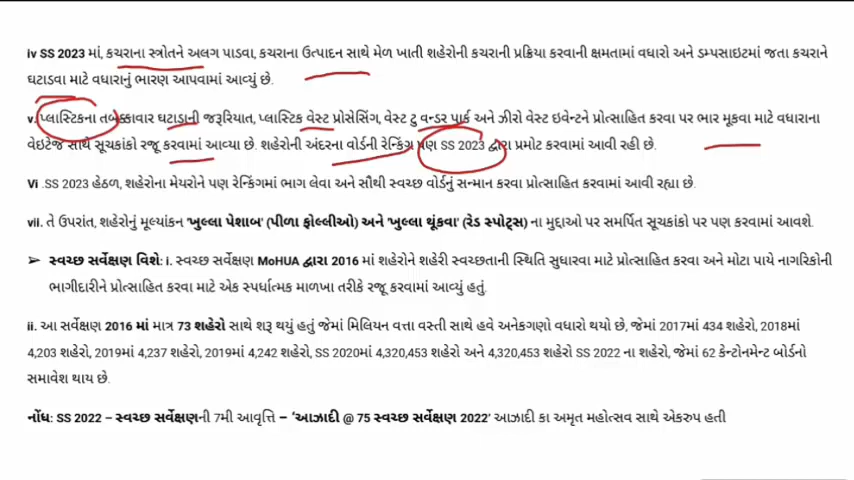 iv SS 2023 માં, કચરાના સ્ત્રોતને અલગ પાડવા, કચરાના ઉત્પાદન સાથે મેળ ખાતી શહેરોની કચરાની પ્રક્રિયા કરવાની ક્ષમતામાં વધારો અને ડમ્પસાઇટમાં જતા કચરાને
ઘટાડવા માટે વધારાનું ભારણ આપવામાં આવ્યું છે.
v. પ્લાસ્ટિકના તબક્કાવાર ઘટાડાની જરૂરિયાત, પ્લાસ્ટિક વેસ્ટ પ્રોસેસિંગ, વેસ્ટ ટુ વન્ડર પાર્ક અને ઝીરો વેસ્ટ ઇવેન્ટને પ્રોત્સાહિત કરવા પર ભાર મૂકવા માટે વધારાના
વેઇટેજ સાથે સૂચકાંકો રજૂ કરવામાં આવ્યા છે. શહેરોની અંદરના વોર્ડની રેન્કિંગ પણ SS 2023 દ્વારા પ્રમોટ કરવામાં આવી રહી છે.
Vi .SS 2023 હેઠળ, શહેરોના મેયરોને પણ રેન્કિંગમાં ભાગ લેવા અને સૌથી સ્વચ્છ વોર્ડનું સન્માન કરવા પ્રોત્સાહિત કરવામાં આવી રહ્યા છે.
vii. તે ઉપરાંત, શહેરોનું મૂલ્યાંકન 'ખુલ્લા પેશાબ' (પીળા ફોલ્લીઓ) અને 'ખુલ્લા થૂંકવા' (રેડ સ્પોટ્સ) ના મુદ્દાઓ પર સમર્પિત સૂચકાંકો પર પણ કરવામાં આવશે.
➢ સ્વચ્છ સર્વેક્ષણ વિશે: i. સ્વચ્છ સર્વેક્ષણ MoHUA દ્વારા 2016 માં શહેરોને શહેરી સ્વચ્છતાની સ્થિતિ સુધારવા માટે પ્રોત્સાહિત કરવા અને મોટા પાયે નાગરિકોની
ભાગીદારીને પ્રોત્સાહિત કરવા માટે એક સ્પર્ધાત્મક માળખા તરીકે રજૂ કરવામાં આવ્યું હતું.
ii. આ સર્વેક્ષણ 2016 માં માત્ર 73 શહેરો સાથે શરૂ થયું હતું જેમાં મિલિયન વત્તા વસ્તી સાથે હવે અનેકગણો વધારો થયો છે, જેમાં 2017માં 434 શહેરો, 2018માં
4,203 શહેરો, 2019માં 4,237 શહેરો, 2019માં 4,242 શહેરો, SS 2020માં 4,320,453 શહેરો અને 4,320,453 શહેરો SS 2022 ના શહેરો, જેમાં 62 કેન્ટોનમેન્ટ બોર્ડનો
સમાવેશ થાય છે.
નોંધ: SS 2022 – સ્વચ્છ સર્વેક્ષણની 7મી આવૃત્તિ – 'આઝાદી @ 75 સ્વચ્છ સર્વેક્ષણ 2022' આઝાદી કા અમૃત મહોત્સવ સાથે એકરુપ હતી